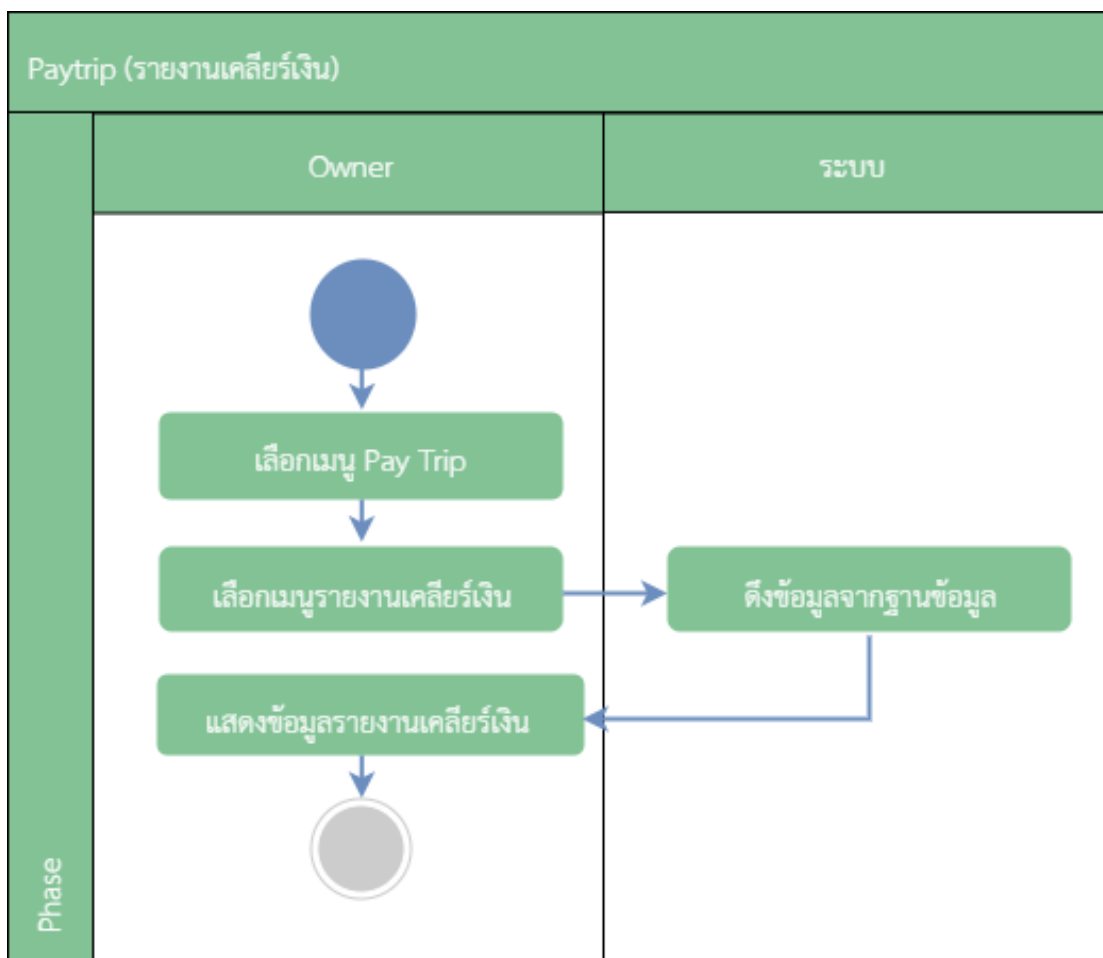 Paytrip (รายงานเคลียร์เงิน)
Owner
ระบบ
เลือกเมนู Pay Trip
เลือกเมนูรายงานเคลียร์เงิน
ดึงข้อมูลจากฐานข้อมูล
แสดงข้อมูลรายงานเคลียร์เงิน
Phase